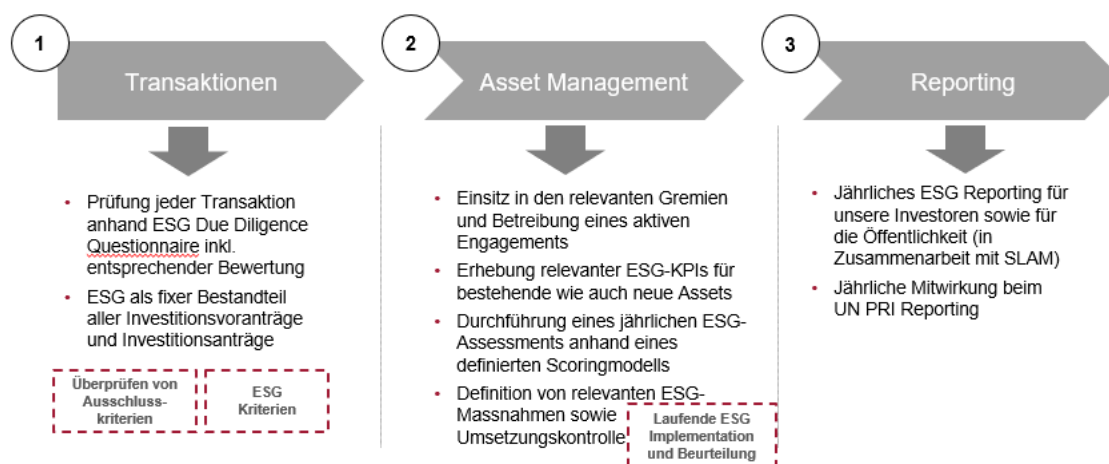 1
Transaktionen
• Prüfung jeder Transaktion
anhand ESG Due Diligence
Questionnaire inkl.
entsprechender Bewertung
• ESG als fixer Bestandteil
aller Investitionsvoranträge
und Investitionsanträge
Überprüfen von
Ausschluss-
kriterien
ESG
Kriterien
2
Asset Management
• Einsitz in den relevanten Gremien
und Betreibung eines aktiven
Engagements
• Erhebung relevanter ESG-KPIs für
bestehende wie auch neue Assets
• Durchführung eines jährlichen ESG-
Assessments anhand eines
definierten Scoringmodells
• Definition von relevanten ESG-
Massnahmen sowie
Umsetzungskontrolle
Laufende ESG
Implementation
und Beurteilung
3
Reporting
• Jährliches ESG Reporting für
unsere Investoren sowie für
die Öffentlichkeit (in
Zusammenarbeit mit SLAM)
• Jährliche Mitwirkung beim
UN PRI Reporting